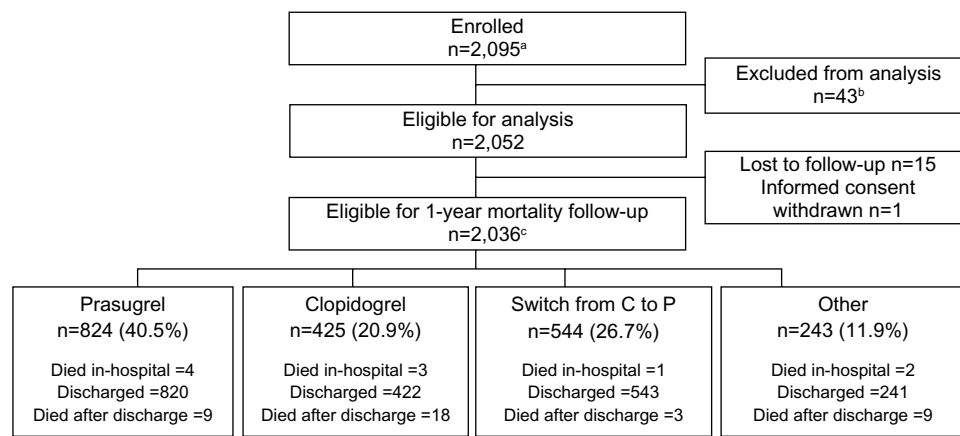 Enrolled
n=2,095ᵃ
Excluded from analysis
n=43ᵇ
Eligible for analysis
n=2,052
Lost to follow-up n=15
Informed consent
withdrawn n=1
Eligible for 1-year mortality follow-up
n=2,036ᶜ
Prasugrel
n=824 (40.5%)
Died in-hospital =4
Discharged =820
Died after discharge =9
Clopidogrel
n=425 (20.9%)
Died in-hospital =3
Discharged =422
Died after discharge =18
Switch from C to P
n=544 (26.7%)
Died in-hospital =1
Discharged =543
Died after discharge =3
Other
n=243 (11.9%)
Died in-hospital =2
Discharged =241
Died after discharge =9